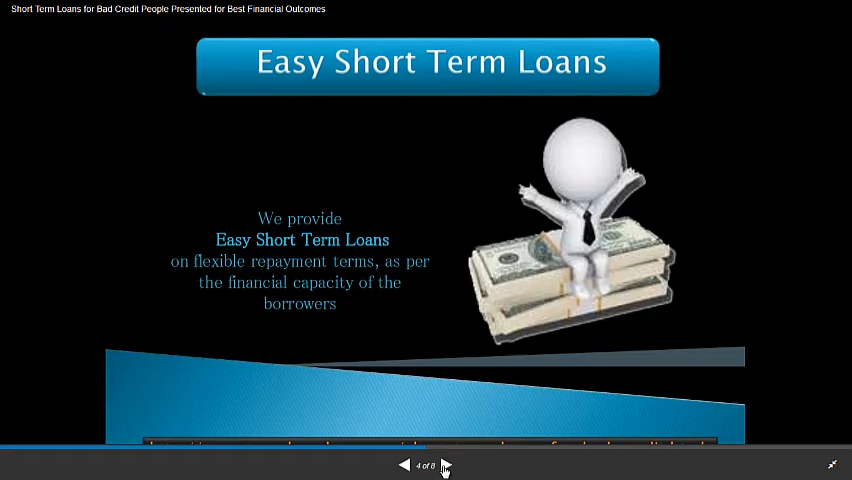 Short Term Loans for Bad Credit People Presented for Best Financial Outcomes
Easy Short Term Loans
We provide
Easy Short Term Loans
on flexible repayment terms, as per
the financial capacity of the
borrowers
4 of 8